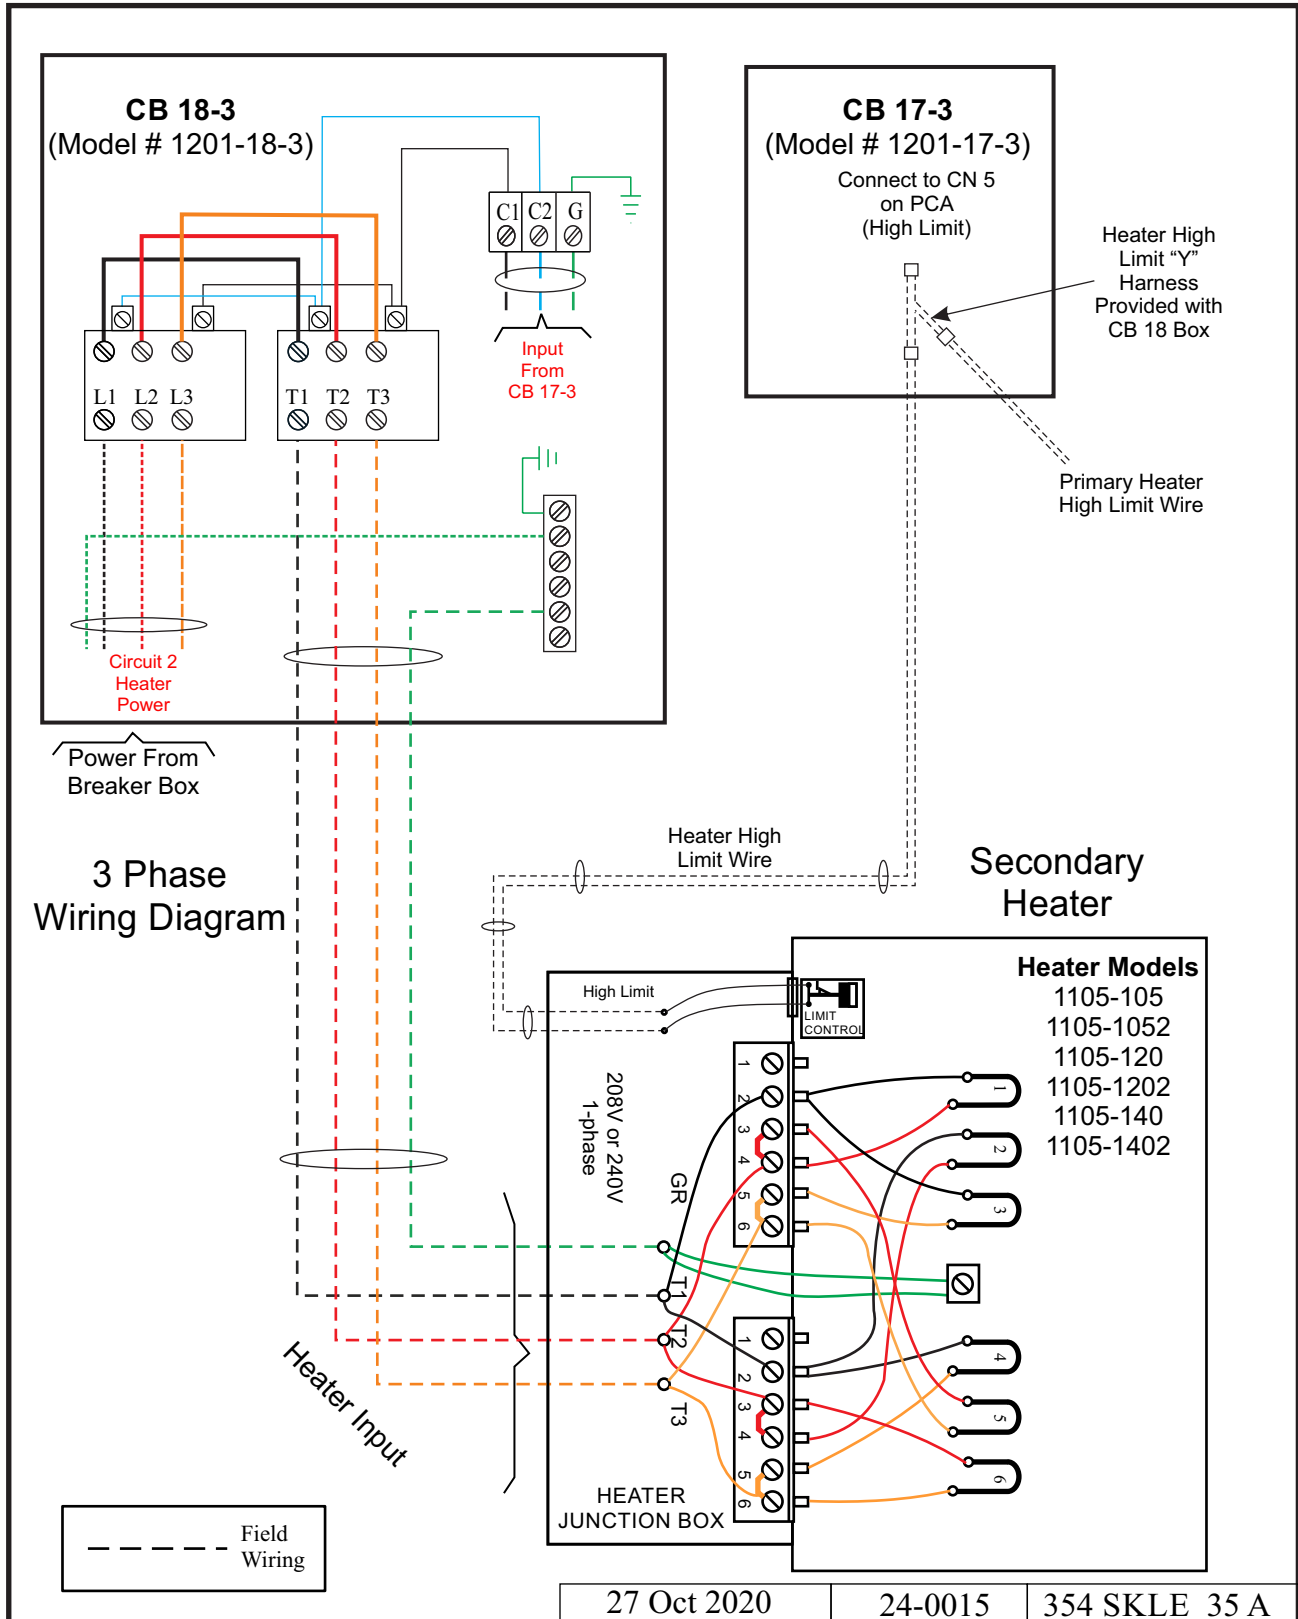 CB 18-3
(Model # 1201-18-3)
C1 C2 G
Input
From
CB 17-3
L1 L2 L3
T1 T2 T3
Circuit 2
Heater
Power
Power From
Breaker Box
CB 17-3
(Model # 1201-17-3)
Connect to CN 5
on PCA
(High Limit)
Heater High
Limit “Y”
Harness
Provided with
CB 18 Box
Primary Heater
High Limit Wire
3 Phase
Wiring Diagram
Heater High
Limit Wire
Secondary
Heater
Heater Models
1105-105
1105-1052
1105-120
1105-1202
1105-140
1105-1402
High Limit
LIMIT
CONTROL
208V or 240V
1-phase
1
2
3
4
5
6
GR
T1
T2
T3
1
2
3
4
5
6
1
2
3
4
5
6
Heater Input
HEATER
JUNCTION BOX
Field
Wiring
27 Oct 2020
24-0015
354 SKLE 35 A